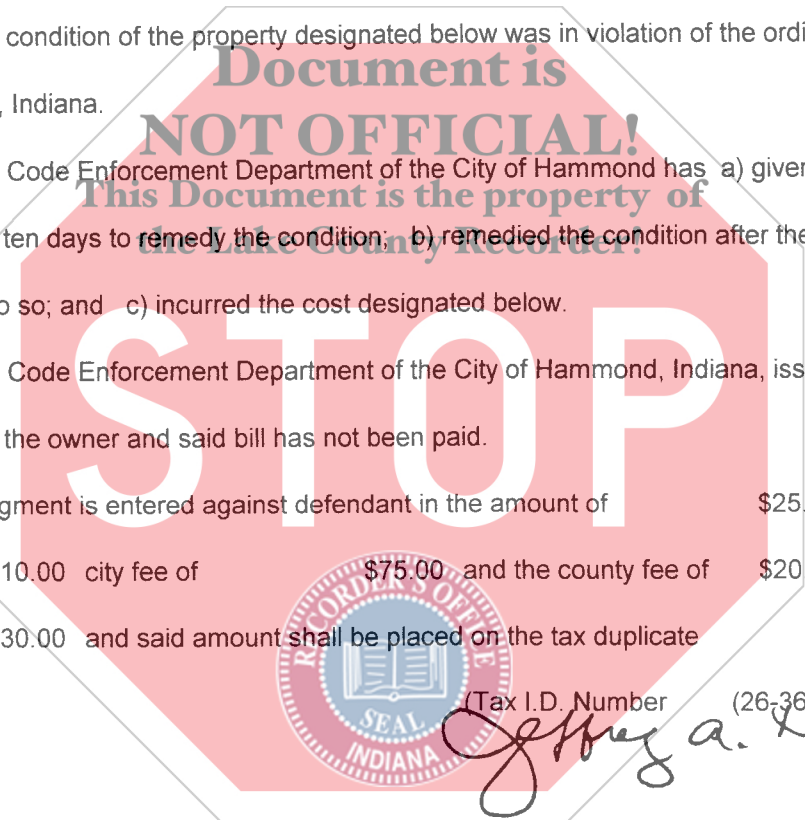 condition of the property designated below was in violation of the ordi
Document is
, Indiana.
NOT OFFICIAL!
Code Enforcement Department of the City of Hammond has a) given
This Document is the property of
ten days to remedy the condition; b) remedied the condition after the
the Lake County Recorder!
o so; and c) incurred the cost designated below.
STOP
Code Enforcement Department of the City of Hammond, Indiana, iss
the owner and said bill has not been paid.
gment is entered against defendant in the amount of $25.
10.00 city fee of $75.00 and the county fee of $20
30.00 and said amount shall be placed on the tax duplicate
RECORDER'S OFFICE
(Tax I.D. Number (26-36
SEAL
INDIANA
Jeffrey A.